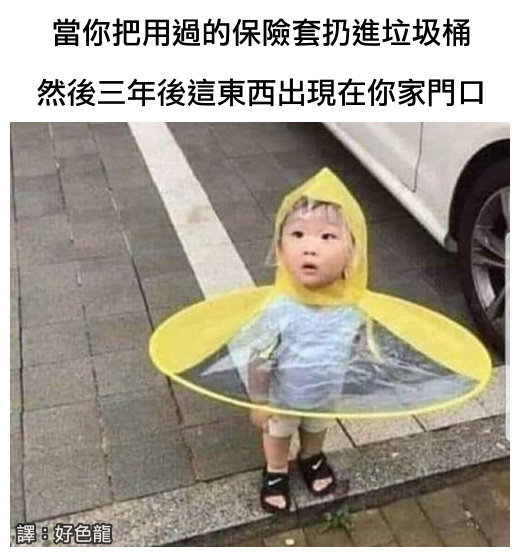 當你把用過的保險套扔進垃圾桶
然後三年後這東西出現在你家門口
譯：好色龍